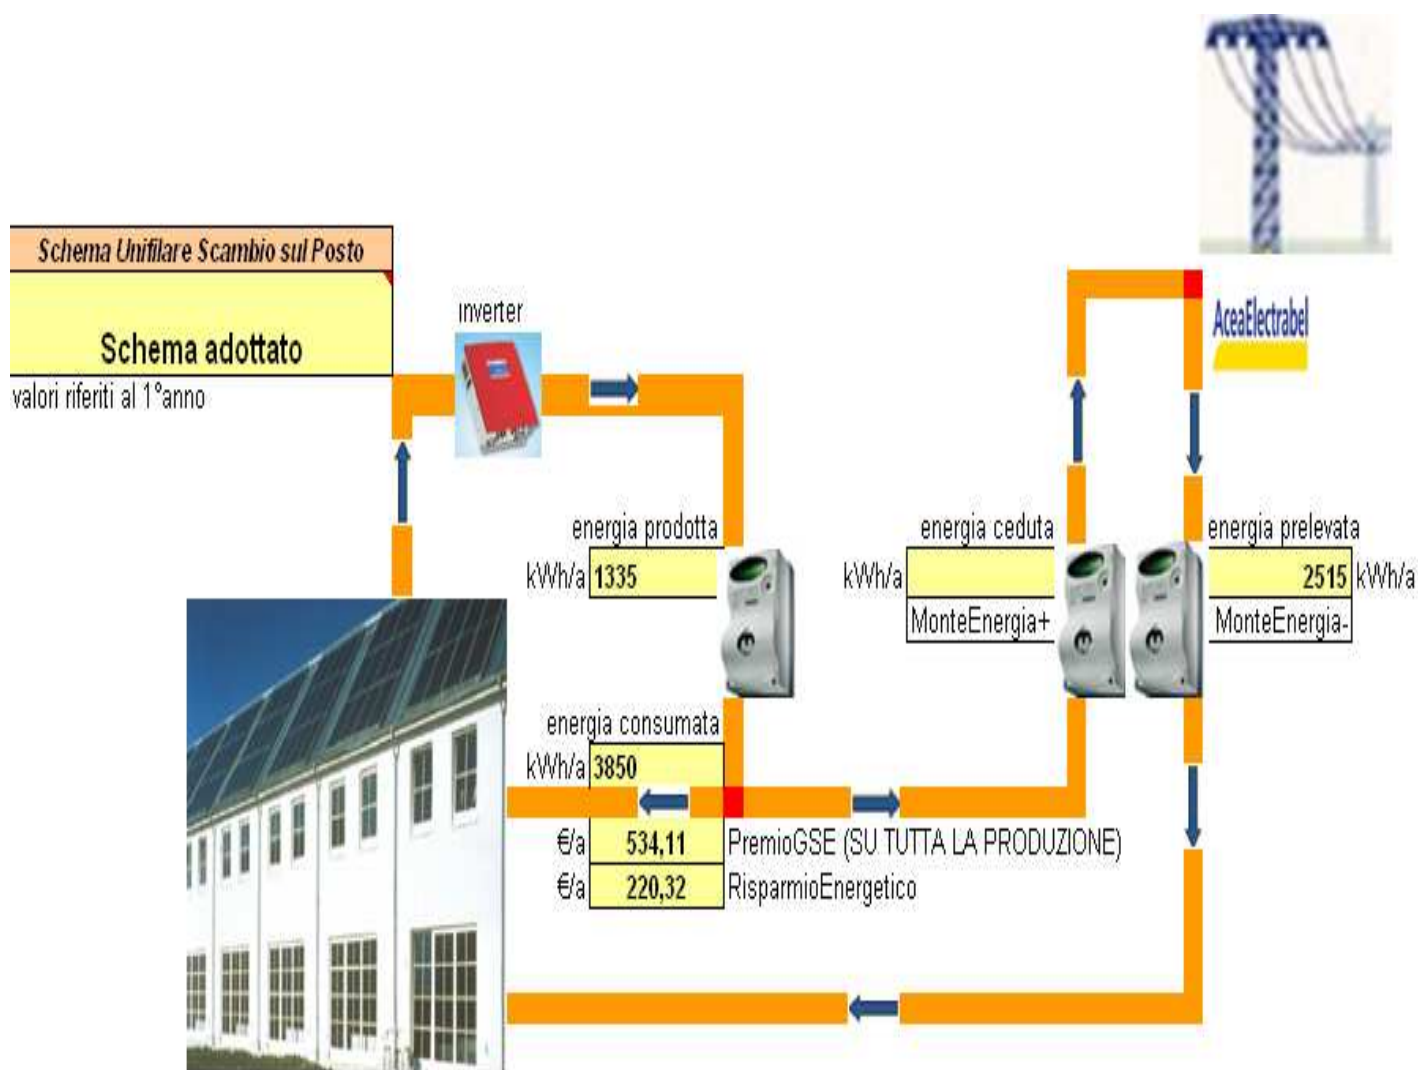 Schema Unifilare Scambio sul Posto
Schema adottato
valori riferiti al 1°anno
inverter
AceaElectrabel
energia prodotta
kWh/a 1335
energia ceduta
kWh/a
MonteEnergia+
energia prelevata
2515 kWh/a
MonteEnergia-
energia consumata
kWh/a 3850
€/a 534,11 PremioGSE (SU TUTTA LA PRODUZIONE)
€/a 220,32 RisparmioEnergetico